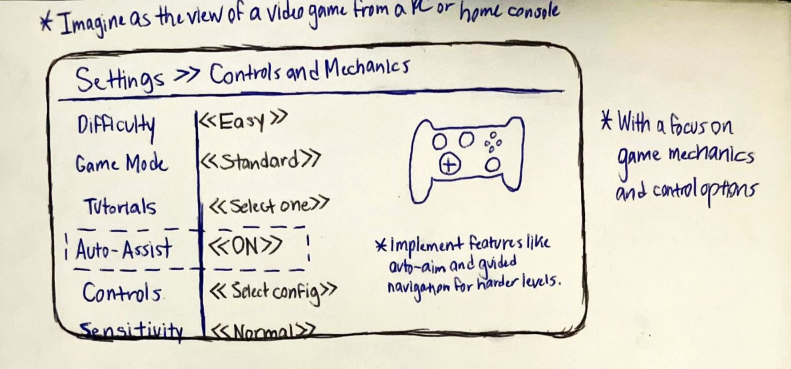 * Imagine as the view of a video game from a PC or home console
Settings >> Controls and Mechanics
Difficulty <<Easy>>
Game Mode <<Standard>>
Tutorials <<Select one>>
Auto-Assist <<ON>>
Controls <<Select config>>
Sensitivity <<Normal>>
* Implement features like
auto-aim and guided
navigation for harder levels.
* With a focus on
game mechanics
and control options